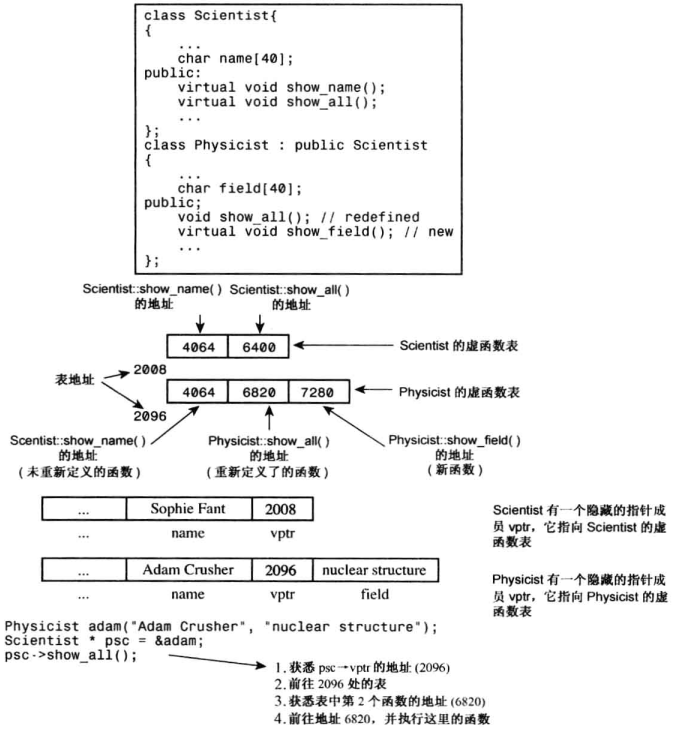 class Scientist{
{
...
char name[40];
public:
virtual void show_name();
virtual void show_all();
...
};
class Physicist : public Scientist
{
...
char field[40];
public;
void show_all(); // redefined
virtual void show_field(); // new
...
};
Scientist::show_name( ) Scientist::show_all( )
的地址 的地址
4064 6400 Scientist 的虚函数表
表地址 2008
4064 6820 7280 Physicist 的虚函数表
2096
Scentist::show_name( ) Physicist::show_all( ) Physicist::show_field( )
的地址 的地址 的地址
(未重新定义的函数) (重新定义了的函数) (新函数)
... Sophie Fant 2008
... name vptr
Scientist 有一个隐藏的指针成
员 vptr，它指向 Scientist 的虚
函数表
... Adam Crusher 2096 nuclear structure
... name vptr field
Physicist 有一个隐藏的指针成
员 vptr，它指向 Physicist 的虚
函数表
Physicist adam("Adam Crusher", "nuclear structure");
Scientist * psc = &adam;
psc->show_all();
1. 获悉 psc→vptr 的地址 (2096)
2. 前往 2096 处的表
3. 获悉表中第 2 个函数的地址 (6820)
4. 前往地址 6820，并执行这里的函数